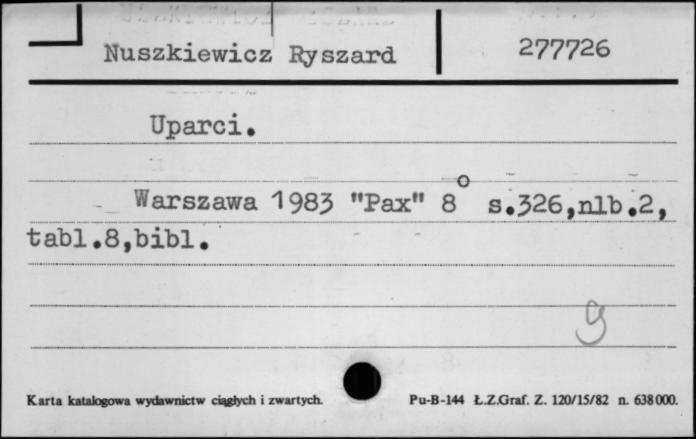 Nuszkiewicz Ryszard 277726
Uparci.
Warszawa 1983 "Pax" 8° s.326,nlb.2,
tabl.8,bibl.
9
Karta katalogowa wydawnictw ciągłych i zwartych. Pu-B-144 Ł.Z.Graf. Z. 120/15/82 n. 638000.